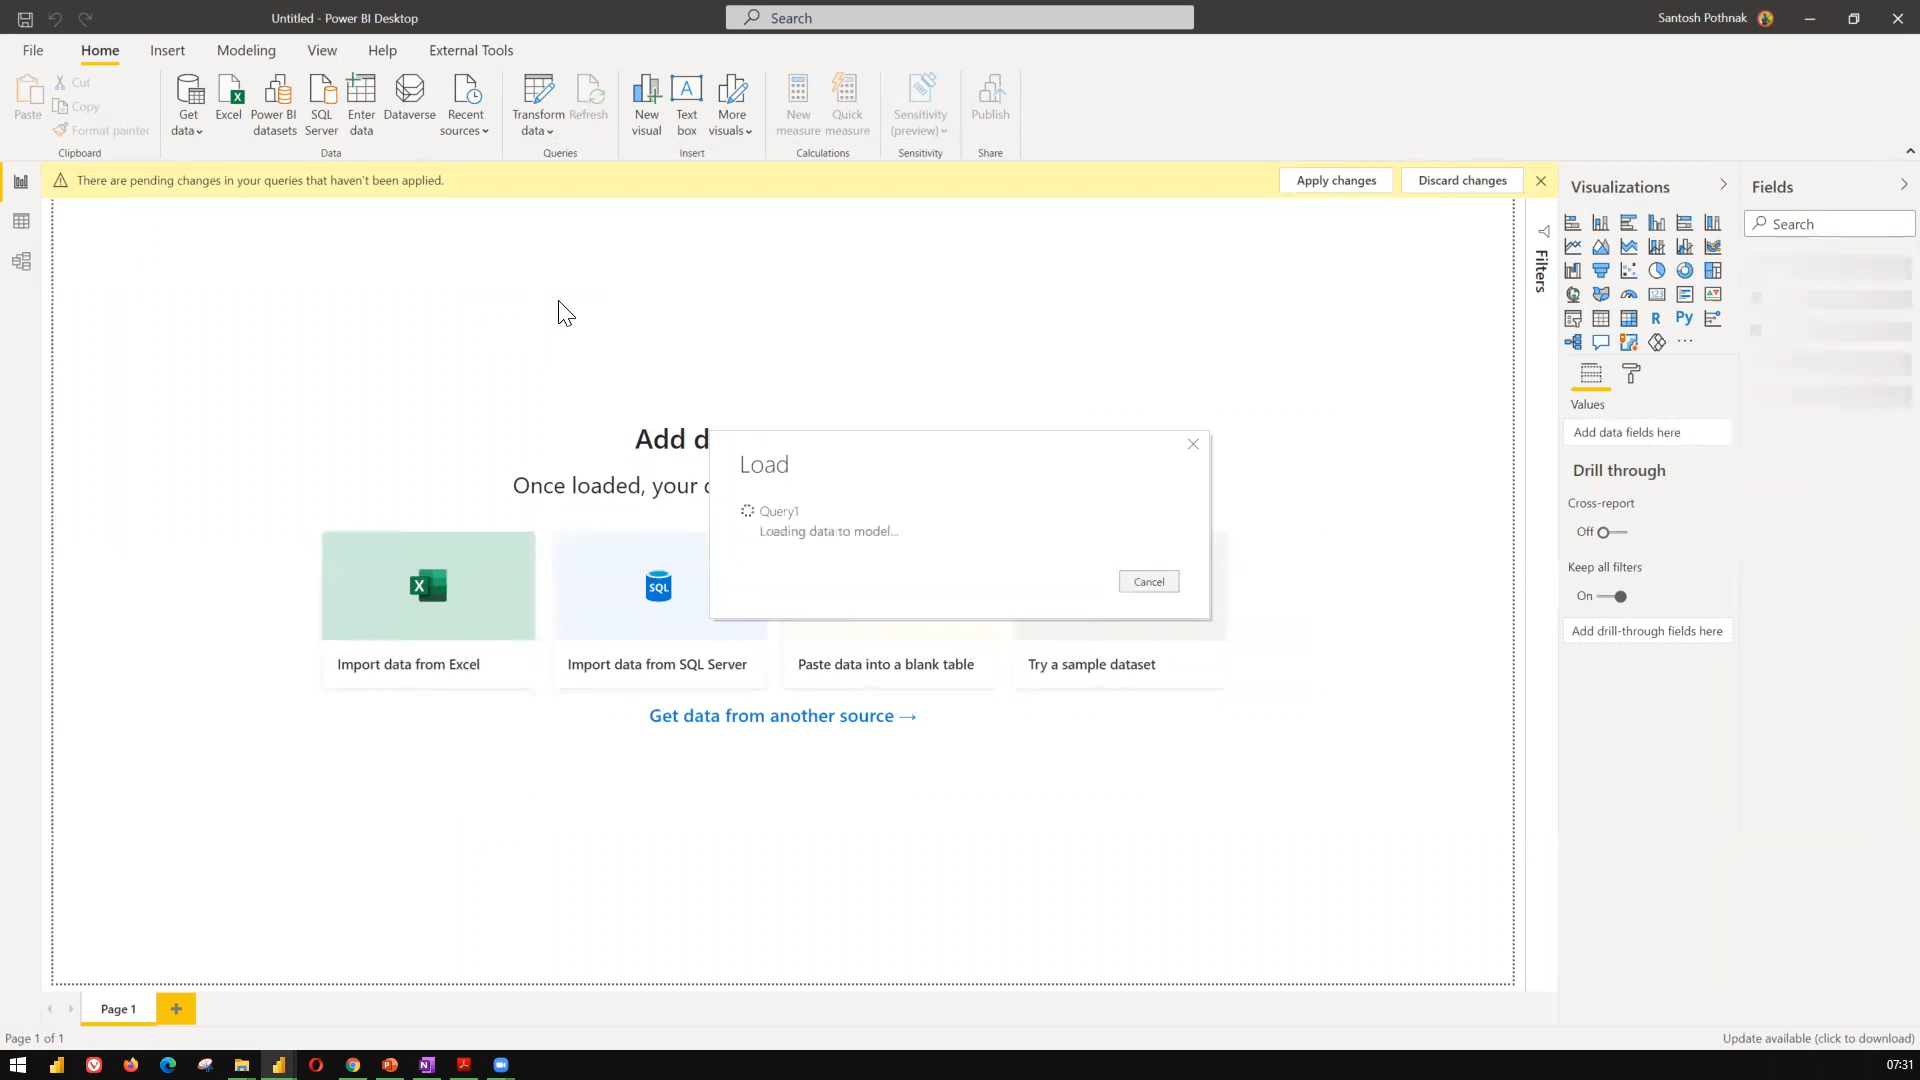 Untitled - Power BI Desktop
Search
Santosh Pothnak
File
Home
Insert
Modeling
View
Help
External Tools
Paste
Cut
Copy
Format painter
Clipboard
Get data
Excel
Power BI datasets
SQL Server
Enter data
Dataverse
Recent sources
Data
Transform data
Refresh
Queries
New visual
Text box
More visuals
Insert
New measure
Quick measure
Calculations
Sensitivity (preview)
Sensitivity
Publish
Share
There are pending changes in your queries that haven't been applied.
Apply changes
Discard changes
Filters
Visualizations
Fields
Search
R
Py
Values
Add data fields here
Drill through
Cross-report
Off
Keep all filters
On
Add drill-through fields here
Add d
Once loaded, your
Load
Query1
Loading data to model...
Cancel
SQL
Import data from Excel
Import data from SQL Server
Paste data into a blank table
Try a sample dataset
Get data from another source →
Page 1
Page 1 of 1
Update available (click to download)
07:31